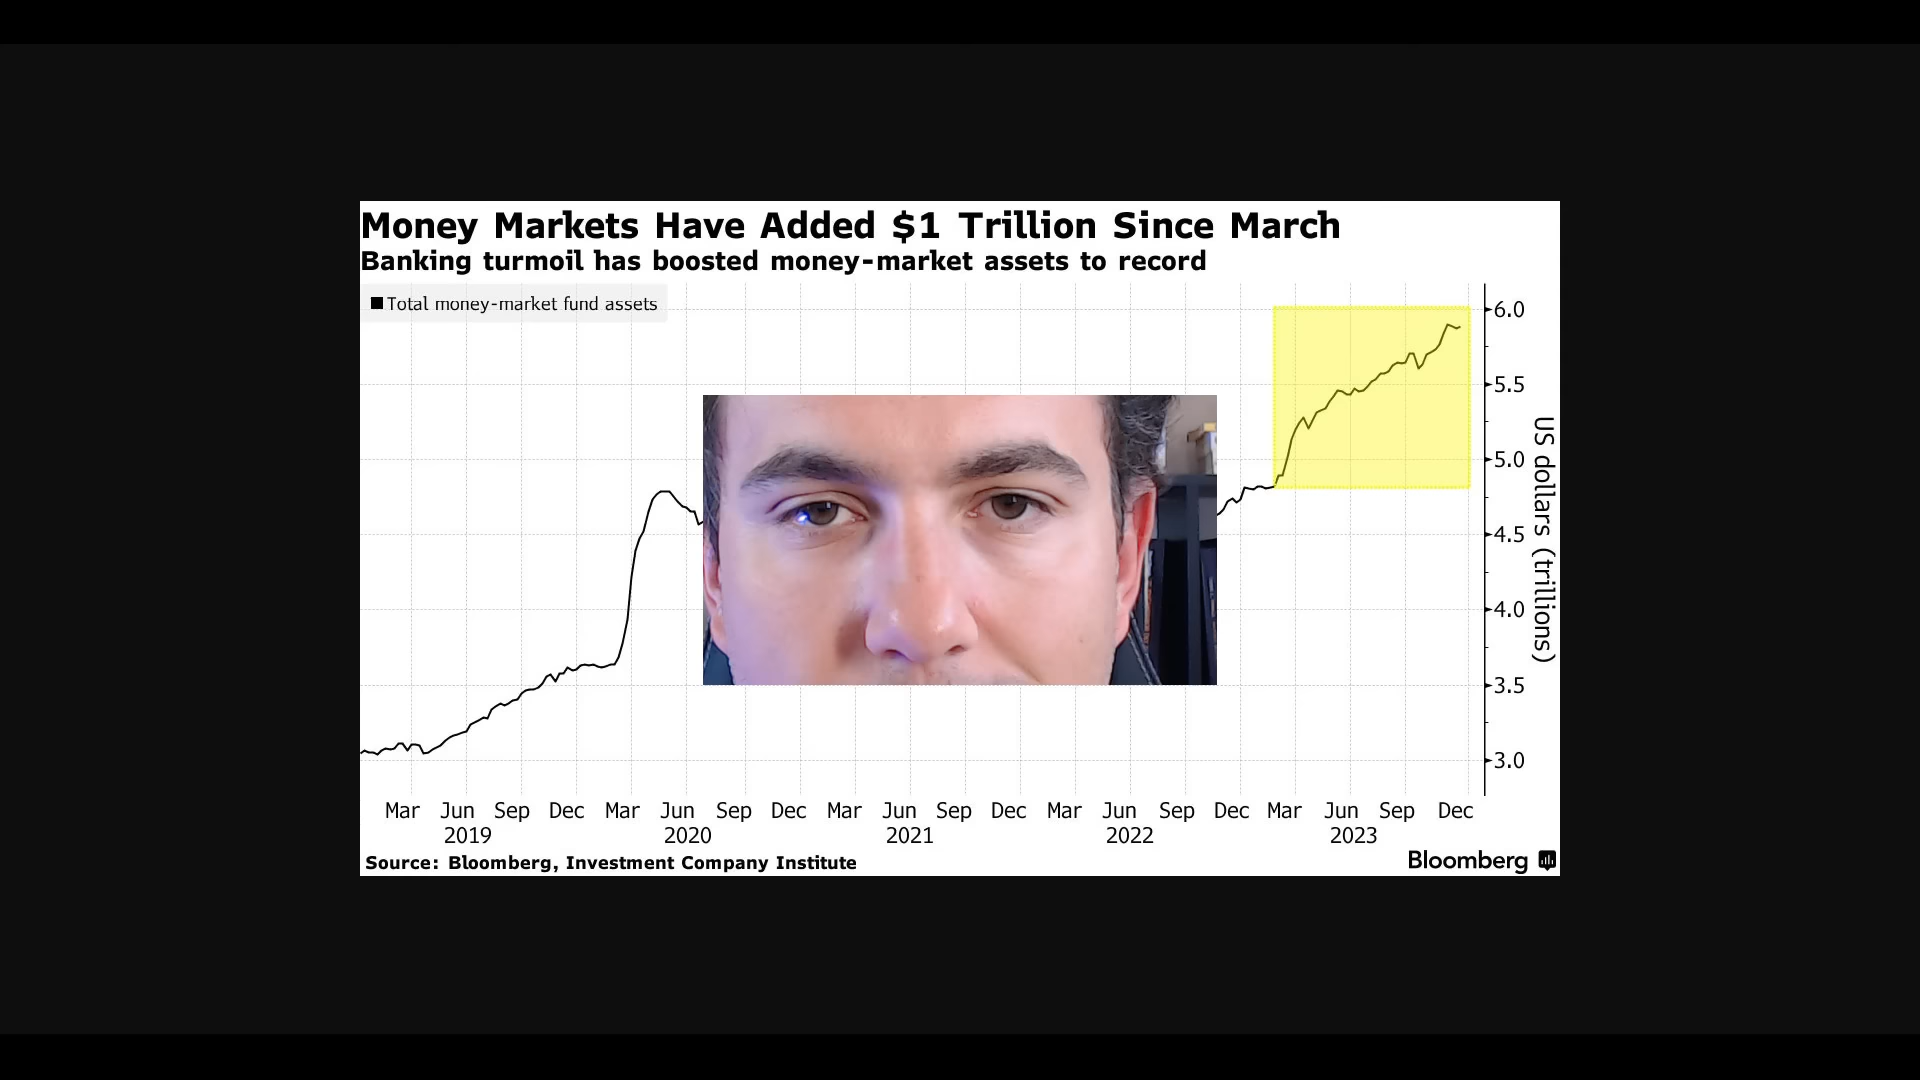 Money Markets Have Added $1 Trillion Since March
Banking turmoil has boosted money-market assets to record
Total money-market fund assets
6.0
5.5
5.0
4.5
4.0
3.5
3.0
US dollars (trillions)
Mar Jun Sep Dec Mar Jun Sep Dec Mar Jun Sep Dec Mar Jun Sep Dec Mar Jun Sep Dec
2019 2020 2021 2022 2023
Source: Bloomberg, Investment Company Institute
Bloomberg